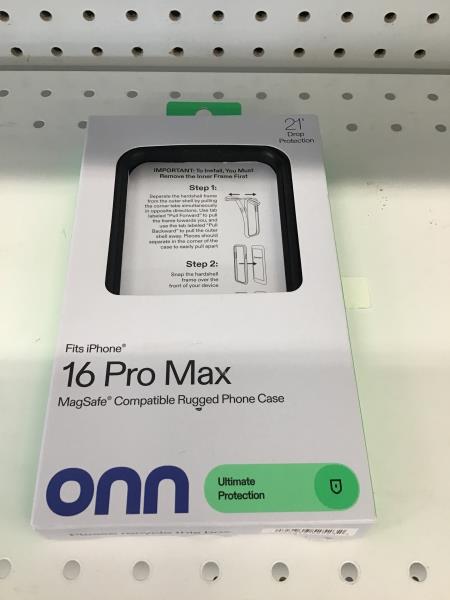 21'
Drop
Protection
IMPORTANT: To Install, You Must
Remove the Inner Frame First
Step 1:
Separate the hardshell frame
from the outer shell by pulling
the corner tabs simultaneously
in opposite directions. Use tab
labeled "Pull Forward" to pull
the frame towards you, and
use the tab labeled "Pull
Backward" to pull the outer
shell away. Pieces should
separate in the corner of the
case to easily pull apart
Step 2:
Snap the hardshell
frame over the
front of your device
Fits iPhone®
16 Pro Max
MagSafe® Compatible Rugged Phone Case
onn
Ultimate
Protection
Please recycle this box